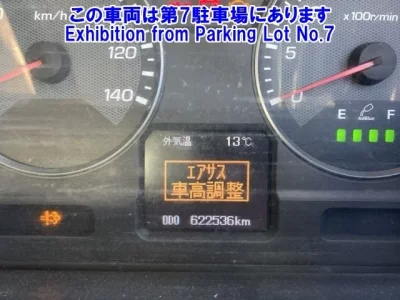 この車両は第7駐車場にあります
Exhibition from Parking Lot No.7
120
140
km/h
5
0
x100r/min
E
F
AdBlue
外気温 13℃
エアサス
車高調整
ODO 622536km